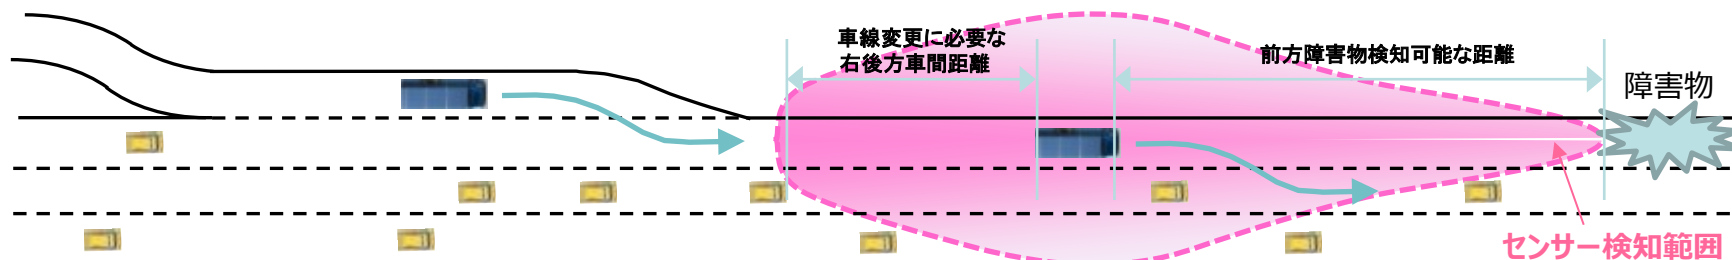 車線変更に必要な
右後方車間距離
前方障害物検知可能な距離
障害物
センサー検知範囲